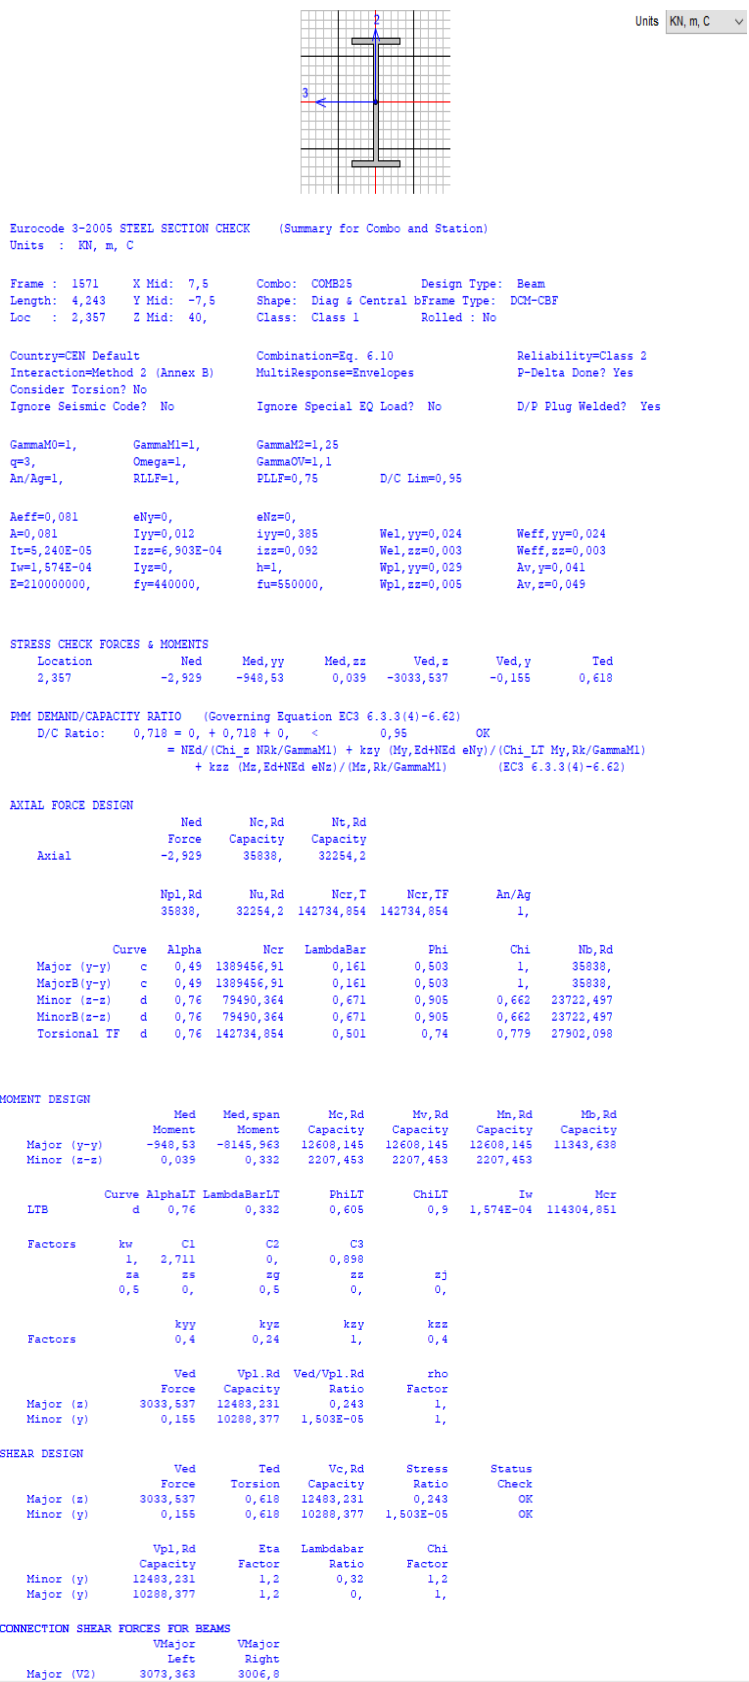 Units KN, m, C
2
3
Eurocode 3-2005 STEEL SECTION CHECK (Summary for Combo and Station)
Units : KN, m, C
Frame : 1571 X Mid: 7,5 Combo: COMB25 Design Type: Beam
Length: 4,243 Y Mid: -7,5 Shape: Diag & Central bFrame Type: DCM-CBF
Loc : 2,357 Z Mid: 40, Class: Class 1 Rolled : No
Country=CEN Default Combination=Eq. 6.10 Reliability=Class 2
Interaction=Method 2 (Annex B) MultiResponse=Envelopes P-Delta Done? Yes
Consider Torsion? No
Ignore Seismic Code? No Ignore Special EQ Load? No D/P Plug Welded? Yes
GammaM0=1, GammaM1=1, GammaM2=1,25
q=3, Omega=1, GammaOV=1,1
An/Ag=1, RLLF=1, PLLF=0,75 D/C Lim=0,95
Aeff=0,081 eNy=0, eNz=0,
A=0,081 Iyy=0,012 iyy=0,385 Wel,yy=0,024 Weff,yy=0,024
It=5,240E-05 Izz=6,903E-04 izz=0,092 Wel,zz=0,003 Weff,zz=0,003
Iw=1,574E-04 Iyz=0, h=1, Wpl,yy=0,029 Av,y=0,041
E=210000000, fy=440000, fu=550000, Wpl,zz=0,005 Av,z=0,049
STRESS CHECK FORCES & MOMENTS
Location Ned Med,yy Med,zz Ved,z Ved,y Ted
2,357 -2,929 -948,53 0,039 -3033,537 -0,155 0,618
PMM DEMAND/CAPACITY RATIO (Governing Equation EC3 6.3.3(4)-6.62)
D/C Ratio: 0,718 = 0, + 0,718 + 0, < 0,95 OK
= NEd/(Chi_z NRk/GammaM1) + kzy (My,Ed+NEd eNy)/(Chi_LT My,Rk/GammaM1)
+ kzz (Mz,Ed+NEd eNz)/(Mz,Rk/GammaM1) (EC3 6.3.3(4)-6.62)
AXIAL FORCE DESIGN
Ned Nc,Rd Nt,Rd
Force Capacity Capacity
Axial -2,929 35838, 32254,2
Npl,Rd Nu,Rd Ncr,T Ncr,TF An/Ag
35838, 32254,2 142734,854 142734,854 1,
Curve Alpha Ncr LambdaBar Phi Chi Nb,Rd
Major (y-y) c 0,49 1389456,91 0,161 0,503 1, 35838,
MajorB(y-y) c 0,49 1389456,91 0,161 0,503 1, 35838,
Minor (z-z) d 0,76 79490,364 0,671 0,905 0,662 23722,497
MinorB(z-z) d 0,76 79490,364 0,671 0,905 0,662 23722,497
Torsional TF d 0,76 142734,854 0,501 0,74 0,779 27902,098
MOMENT DESIGN
Med Med,span Mc,Rd Mv,Rd Mn,Rd Mb,Rd
Moment Moment Capacity Capacity Capacity Capacity
Major (y-y) -948,53 -8145,963 12608,145 12608,145 12608,145 11343,638
Minor (z-z) 0,039 0,332 2207,453 2207,453 2207,453
Curve AlphaLT LambdaBarLT PhiLT ChiLT Iw Mcr
LTB d 0,76 0,332 0,605 0,9 1,574E-04 114304,851
Factors kw C1 C2 C3
1, 2,711 0, 0,898
za zs zg zz zj
0,5 0, 0,5 0, 0,
kyy kyz kzy kzz
Factors 0,4 0,24 1, 0,4
Ved Vpl.Rd Ved/Vpl.Rd rho
Force Capacity Ratio Factor
Major (z) 3033,537 12483,231 0,243 1,
Minor (y) 0,155 10288,377 1,503E-05 1,
SHEAR DESIGN
Ved Ted Vc,Rd Stress Status
Force Torsion Capacity Ratio Check
Major (z) 3033,537 0,618 12483,231 0,243 OK
Minor (y) 0,155 0,618 10288,377 1,503E-05 OK
Vpl,Rd Eta Lambdabar Chi
Capacity Factor Ratio Factor
Minor (y) 12483,231 1,2 0,32 1,2
Major (y) 10288,377 1,2 0, 1,
CONNECTION SHEAR FORCES FOR BEAMS
VMajor VMajor
Left Right
Major (V2) 3073,363 3006,8